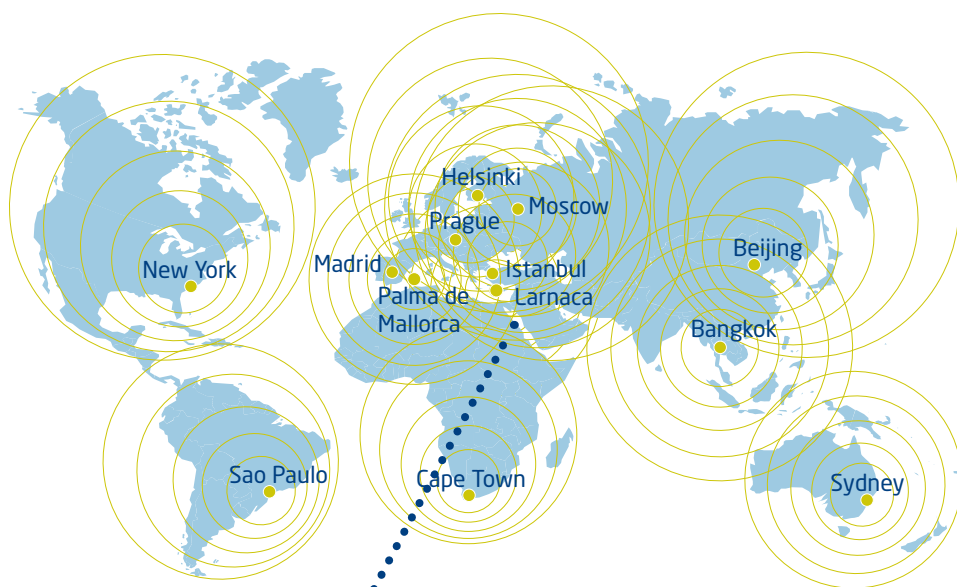 Helsinki
Moscow
Prague
Madrid
Istanbul
Larnaca
Palma de
Mallorca
New York
Beijing
Bangkok
Sao Paulo
Cape Town
Sydney